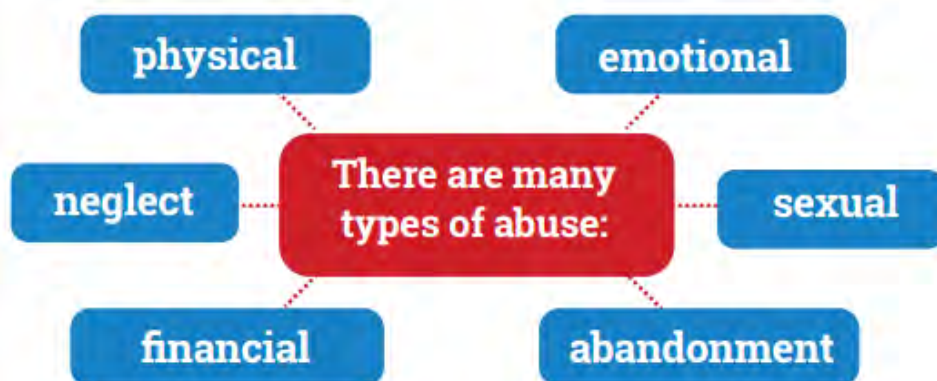 physical
emotional
There are many
types of abuse:
neglect
sexual
financial
abandonment